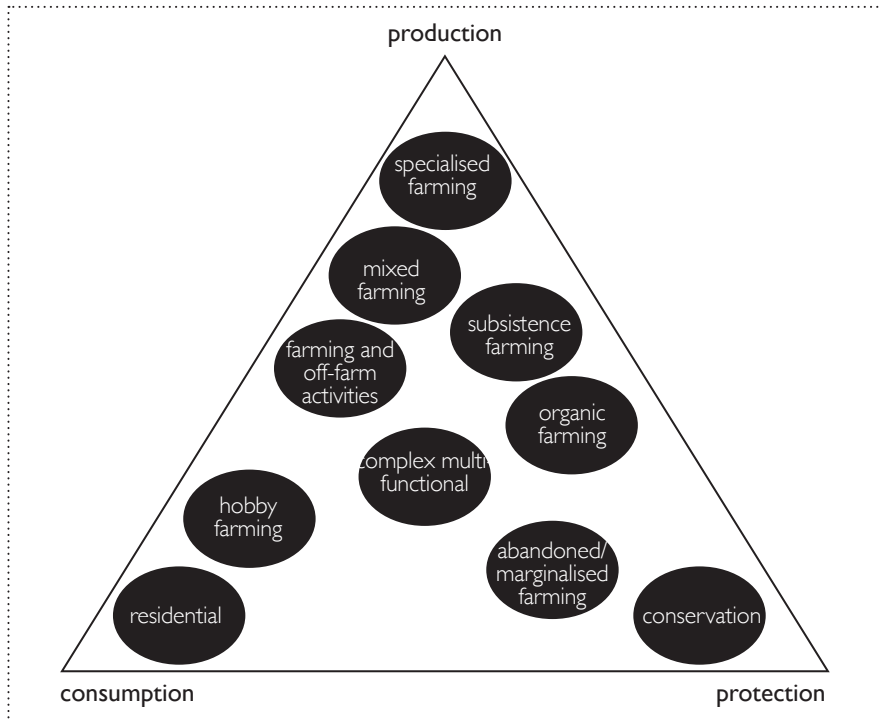 production
specialised
farming
mixed
farming
subsistence
farming
farming and
off-farm
activities
organic
farming
complex multi-
functional
hobby
farming
abandoned/
marginalised
farming
residential
conservation
consumption
protection